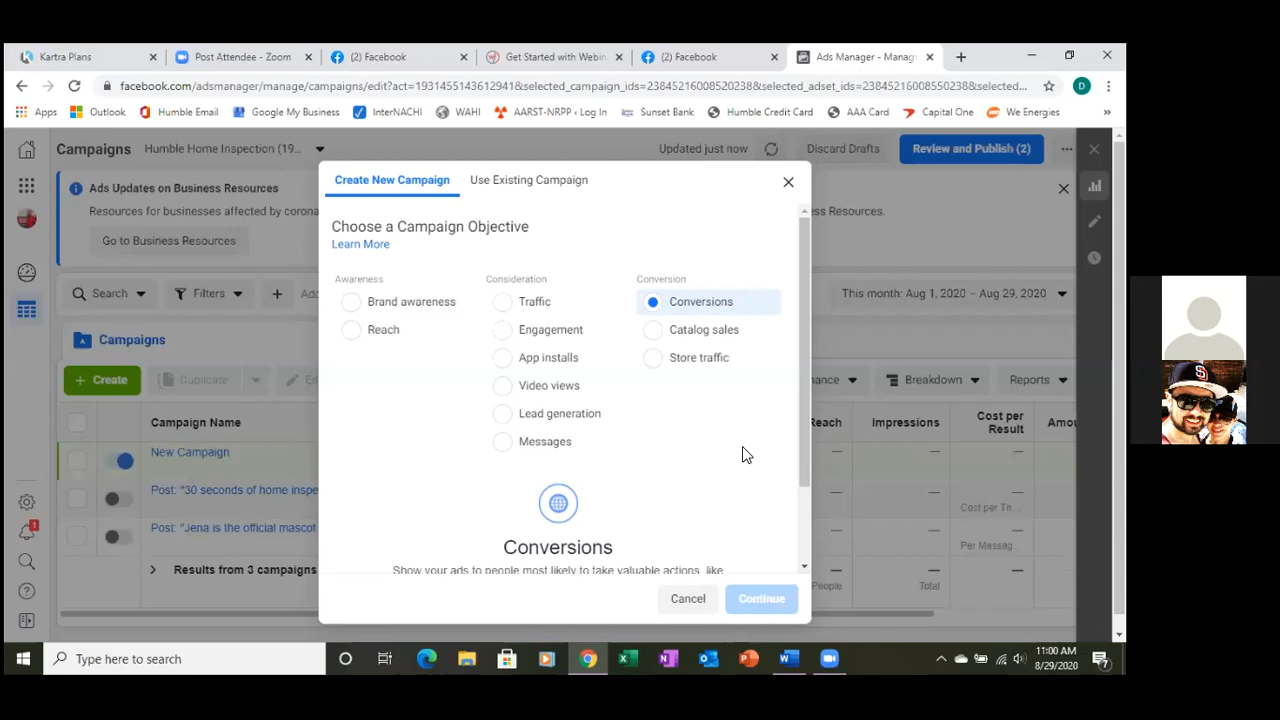 Kartra Plans
Post Attendee - Zoom
(2) Facebook
Get Started with Webin
(2) Facebook
Ads Manager - Manag
facebook.com/adsmanager/manage/campaigns/edit?act=1931455143612941&selected_campaign_ids=23845216008520238&selected_adset_ids=23845216008550238&selected...
D
Apps
Outlook
Humble Email
Google My Business
InterNACHI
WAHI
AARST-NRPP ‹ Log In
Sunset Bank
Humble Credit Card
AAA Card
Capital One
We Energies
»
Campaigns
Humble Home Inspection (19...
Updated just now
Discard Drafts
Review and Publish (2)
Ads Updates on Business Resources
Resources for businesses affected by corona
ss Resources.
Go to Business Resources
Search
Filters
Add
This month: Aug 1, 2020 – Aug 29, 2020
Campaigns
+ Create
Duplicate
Ed
mance
Breakdown
Reports
Campaign Name
Reach
Impressions
Cost per
Result
Amou
New Campaign
Post: "30 seconds of home inspe
Cost per Th...
Post: "Jena is the official mascot
Per Messag...
Results from 3 campaigns
People
Total
Create New Campaign
Use Existing Campaign
Choose a Campaign Objective
Learn More
Awareness
Consideration
Conversion
Brand awareness
Traffic
Conversions
Reach
Engagement
Catalog sales
App installs
Store traffic
Video views
Lead generation
Messages
Conversions
Show your ads to people most likely to take valuable actions, like
Cancel
Continue
1
Type here to search
11:00 AM
8/29/2020
7